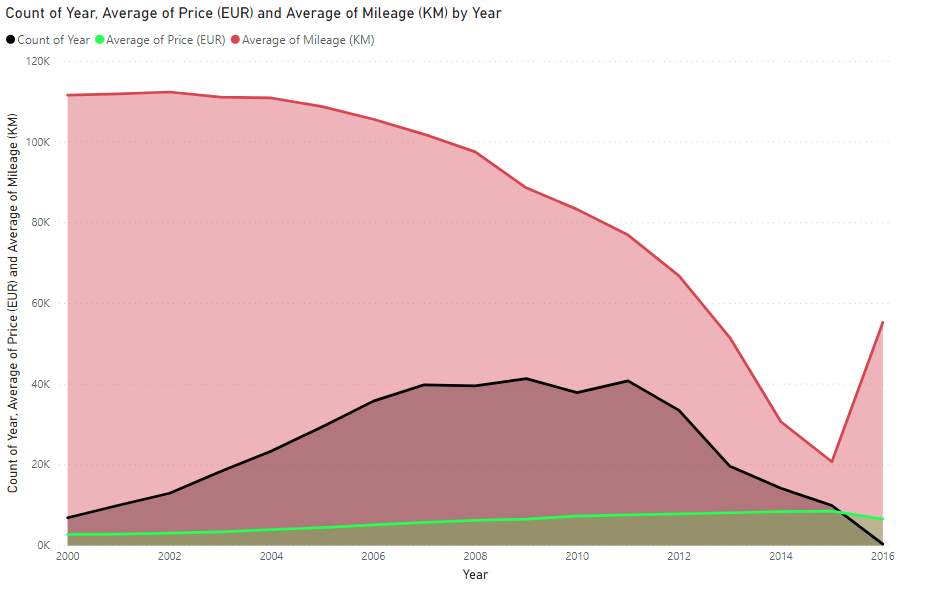 Count of Year, Average of Price (EUR) and Average of Mileage (KM) by Year
Count of Year Average of Price (EUR) Average of Mileage (KM)
Count of Year, Average of Price (EUR) and Average of Mileage (KM)
120K
100K
80K
60K
40K
20K
0K
2000 2002 2004 2006 2008 2010 2012 2014 2016
Year